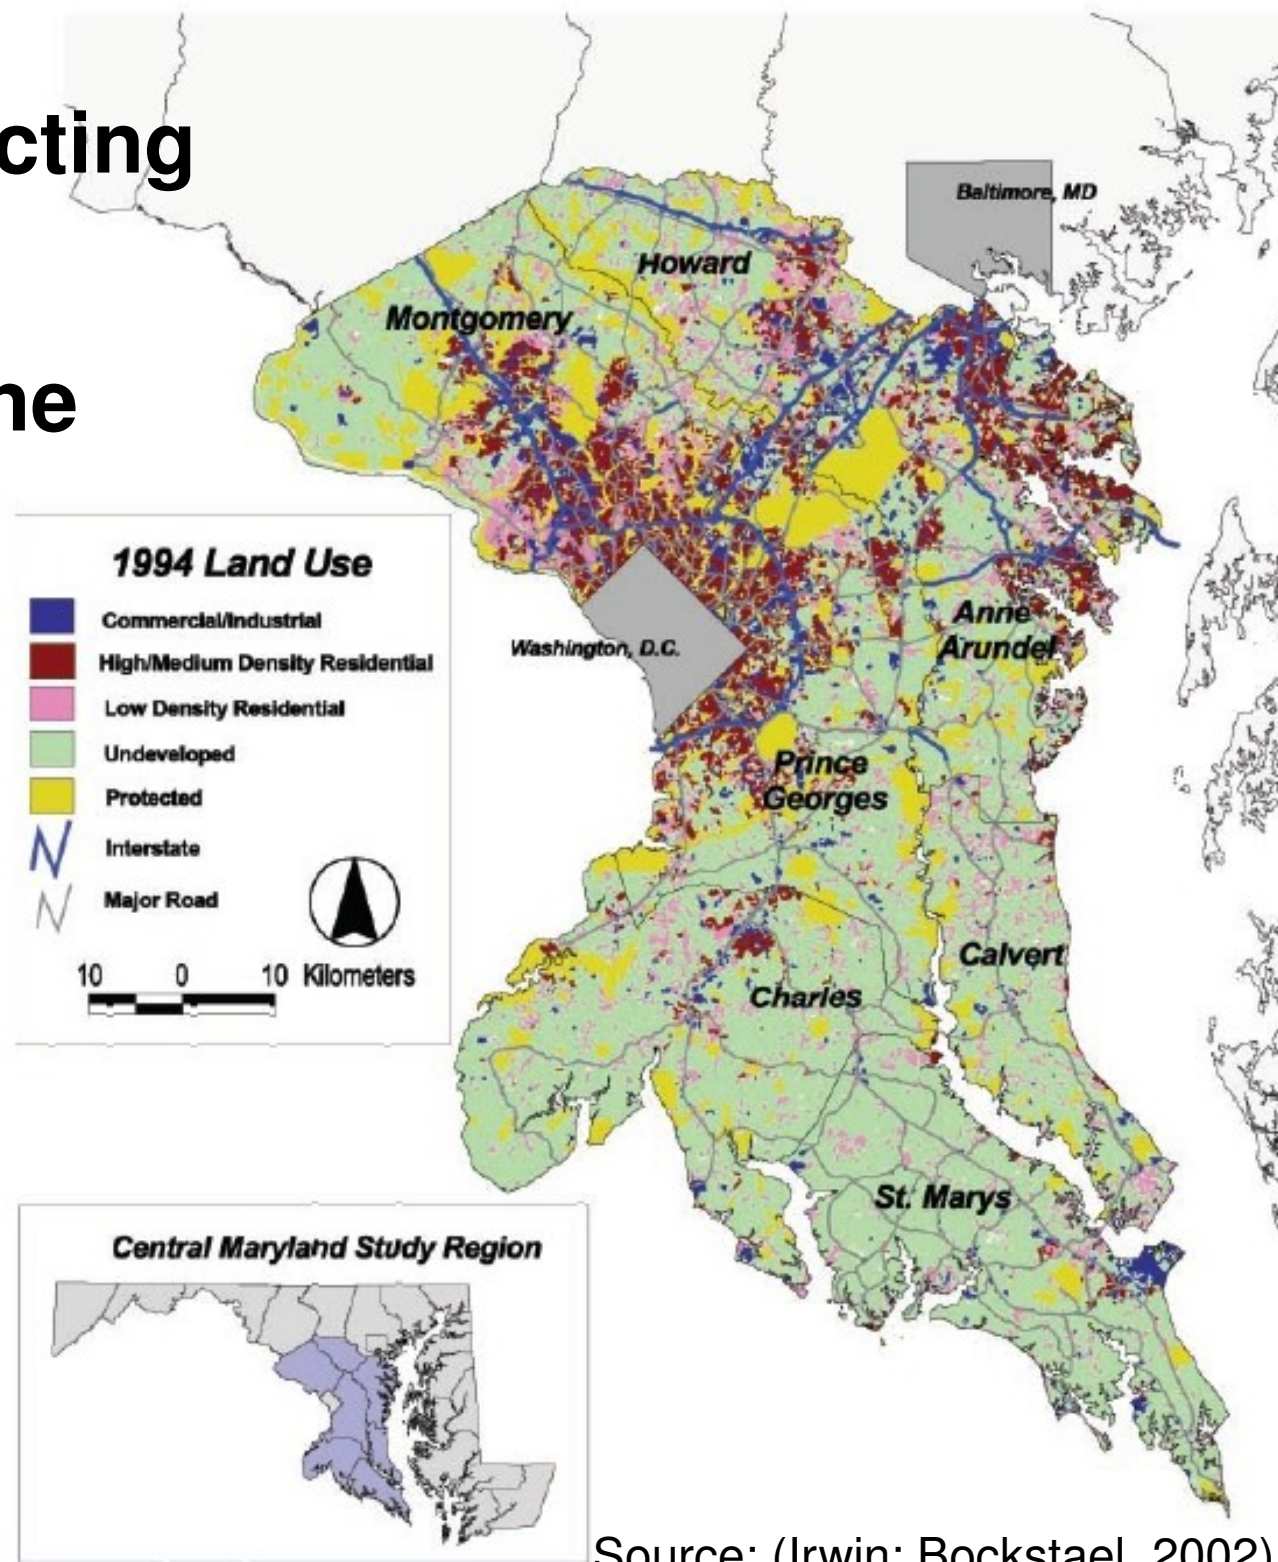 cting
ne
Baltimore, MD
Howard
Montgomery
1994 Land Use
Commercial/Industrial
High/Medium Density Residential
Low Density Residential
Undeveloped
Protected
Interstate
Major Road
10 0 10 Kilometers
Washington, D.C.
Anne
Arundel
Prince
Georges
Calvert
Charles
St. Marys
Central Maryland Study Region
Source: (Irwin; Bockstael, 2002)